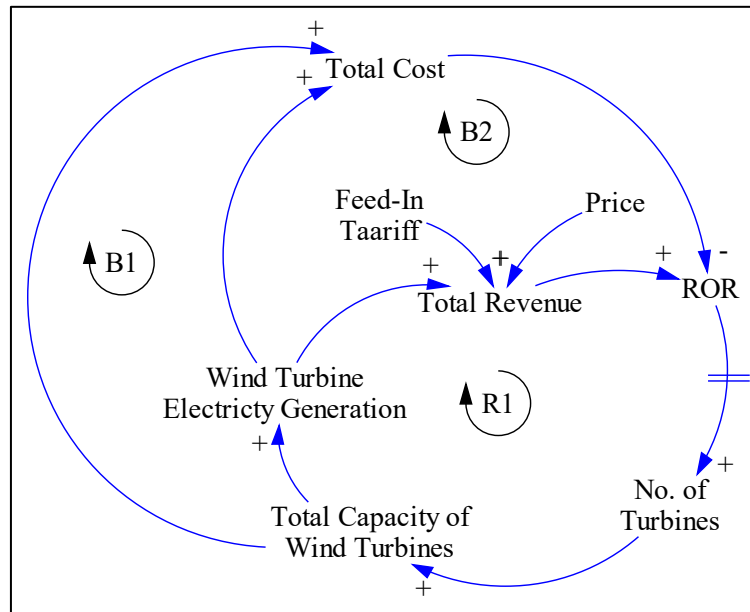 +
+
Total Cost
B2
Feed-In
Taariff
Price
B1
+
+
+
-
Total Revenue
ROR
Wind Turbine
Electricty Generation
R1
+
+
No. of
Turbines
Total Capacity of
Wind Turbines
+